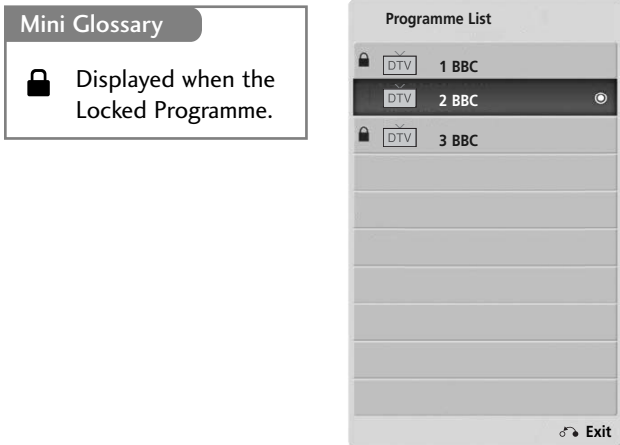 Mini Glossary
Displayed when the
Locked Programme.
Programme List
DTV 1 BBC
DTV 2 BBC
DTV 3 BBC
Exit